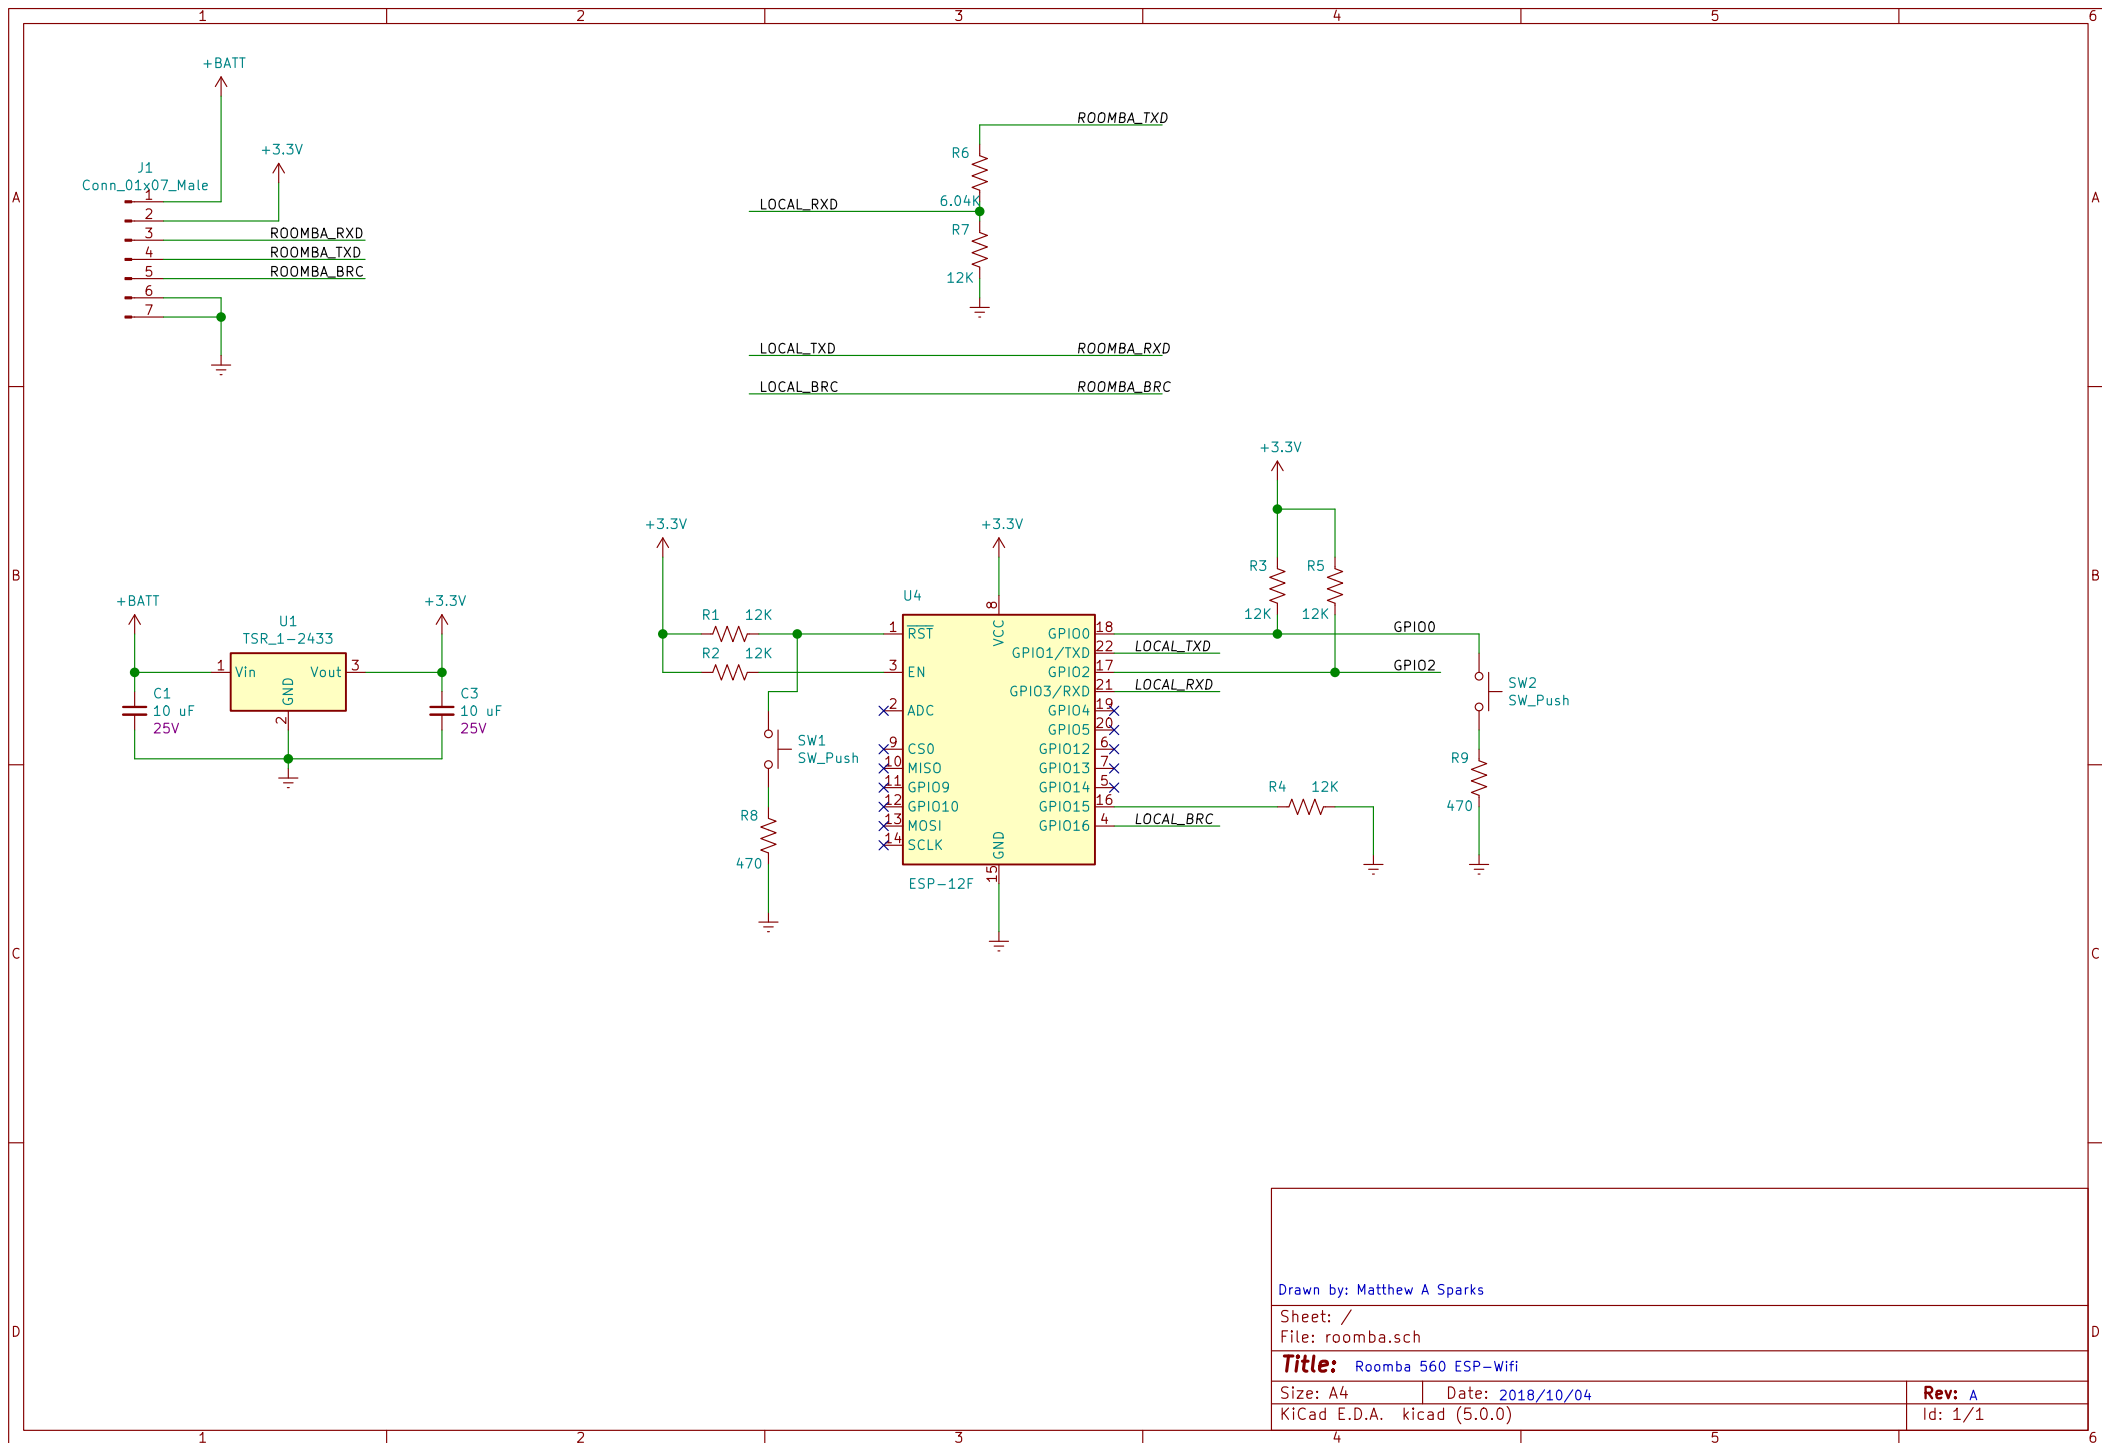 1 2 3 4 5 6
+BATT
+3.3V
J1
Conn_01x07_Male
1
2
3 ROOMBA_RXD
4 ROOMBA_TXD
5 ROOMBA_BRC
6
7
ROOMBA_TXD
R6
6.04K
LOCAL_RXD
R7
12K
LOCAL_TXD ROOMBA_RXD
LOCAL_BRC ROOMBA_BRC
A A
B B
C C
D D
+BATT
+3.3V
U1
TSR_1-2433
1 Vin
Vout 3
GND
2
C1
10 uF
25V
C3
10 uF
25V
+3.3V
R1 12K
R2 12K
SW1
SW_Push
R8
470
+3.3V
U4
8
VCC
1 RST
3 EN
2 ADC
9 CS0
10 MISO
11 GPIO9
12 GPIO10
13 MOSI
14 SCLK
GPIO0 18
GPIO1/TXD 22 LOCAL_TXD
GPIO2 17
GPIO3/RXD 21 LOCAL_RXD
GPIO4 19
GPIO5 20
GPIO12 6
GPIO13 7
GPIO14 5
GPIO15 16
GPIO16 4 LOCAL_BRC
GND
15
ESP-12F
+3.3V
R3
12K
R5
12K
GPIO0
GPIO2
SW2
SW_Push
R9
470
R4 12K
Drawn by: Matthew A Sparks
Sheet: /
File: roomba.sch
Title: Roomba 560 ESP-Wifi
Size: A4 Date: 2018/10/04 Rev: A
KiCad E.D.A. kicad (5.0.0) Id: 1/1
1 2 3 4 5 6